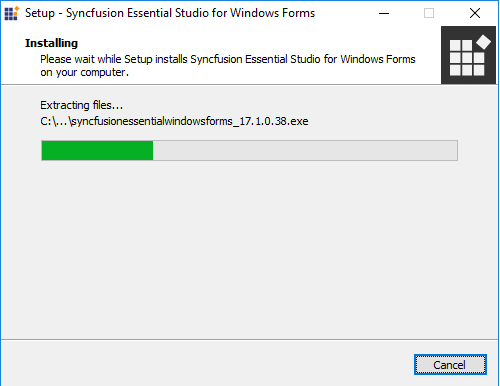 Setup - Syncfusion Essential Studio for Windows Forms
Installing
Please wait while Setup installs Syncfusion Essential Studio for Windows Forms
on your computer.
Extracting files...
C:\...\syncfusionessentialwindowsforms_17.1.0.38.exe
Cancel